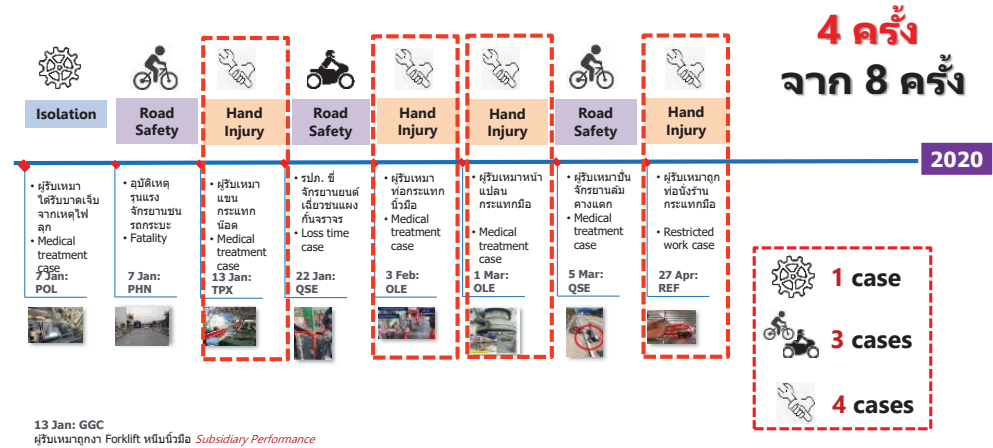 4 ครั้ง
จาก 8 ครั้ง
Isolation
Road
Safety
Hand
Injury
Road
Safety
Hand
Injury
Hand
Injury
Road
Safety
Hand
Injury
2020
• ผู้รับเหมา
ได้รับบาดเจ็บ
จากเหตุไฟ
ลุก
• Medical
treatment
case
7 Jan:
POL
• อุบัติเหตุ
รุนแรง
จักรยานชน
รถกระบะ
• Fatality
7 Jan:
PHN
• ผู้รับเหมา
แขน
กระแทก
น๊อต
• Medical
treatment
case
13 Jan:
TPX
• รปภ. ขี่
จักรยานยนต์
เฉี่ยวชนแผง
กั้นจราจร
• Loss time
case
22 Jan:
QSE
• ผู้รับเหมา
ท่อกระแทก
นิ้วมือ
• Medical
treatment
case
3 Feb:
OLE
• ผู้รับเหมาหน้า
แปลน
กระแทกมือ
• Medical
treatment
case
1 Mar:
OLE
• ผู้รับเหมาปั่น
จักรยานล้ม
คางแตก
• Medical
treatment
case
5 Mar:
QSE
• ผู้รับเหมาถูก
ท่อนั่งร้าน
กระแทกมือ
• Restricted
work case
27 Apr:
REF
1 case
3 cases
4 cases
13 Jan: GGC
ผู้รับเหมาถูกงา Forklift หนีบนิ้วมือ Subsidiary Performance